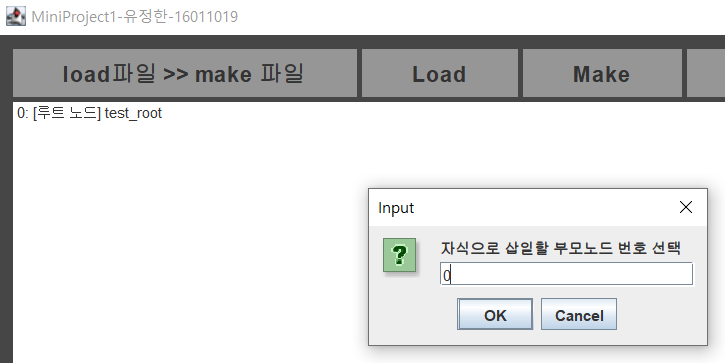 MiniProject1-유정한-16011019
load파일 >> make 파일
Load
Make
0: [루트 노드] test_root
Input
자식으로 삽일할 부모노드 번호 선택
0
OK
Cancel